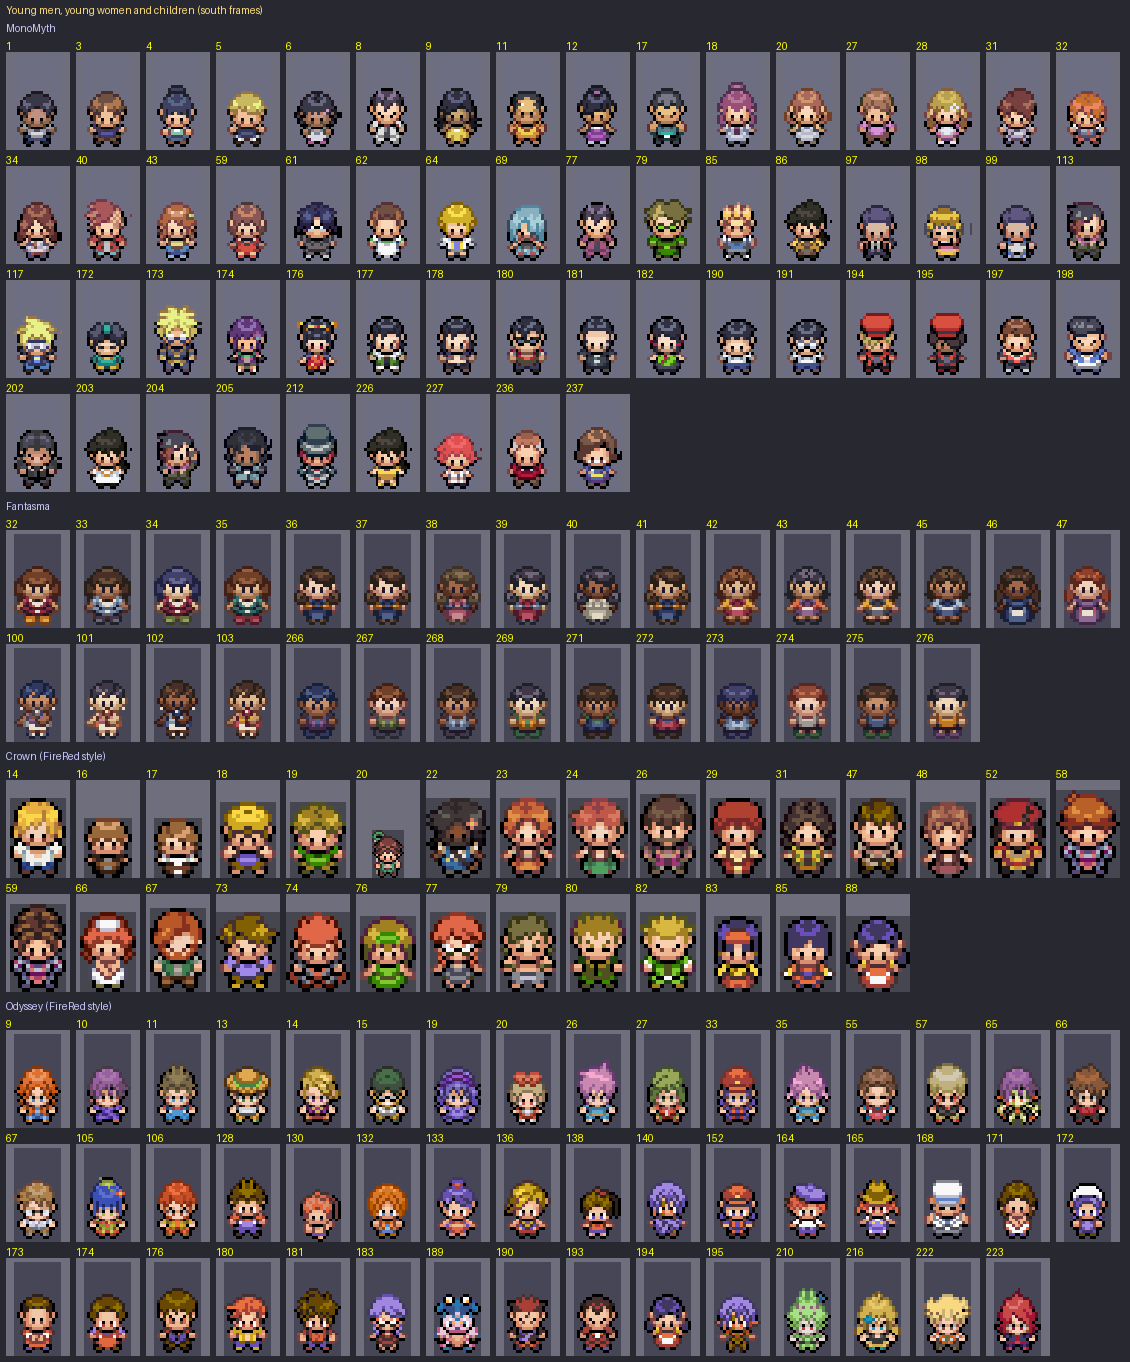 Young men, young women and children (south frames)
MonoMyth
1 3 4 5 6 8 9 11 12 17 18 20 27 28 31 32
34 40 43 59 61 62 64 69 77 79 85 86 97 98 99 113
117 172 173 174 176 177 178 180 181 182 190 191 194 195 197 198
202 203 204 205 212 226 227 236 237
Fantasma
32 33 34 35 36 37 38 39 40 41 42 43 44 45 46 47
100 101 102 103 266 267 268 269 271 272 273 274 275 276
Crown (FireRed style)
14 16 17 18 19 20 22 23 24 26 29 31 47 48 52 58
59 66 67 73 74 76 77 79 80 82 83 85 88
Odyssey (FireRed style)
9 10 11 13 14 15 19 20 26 27 33 35 55 57 65 66
67 105 106 128 130 132 133 136 138 140 152 164 165 168 171 172
173 174 176 180 181 183 189 190 193 194 195 210 216 222 223